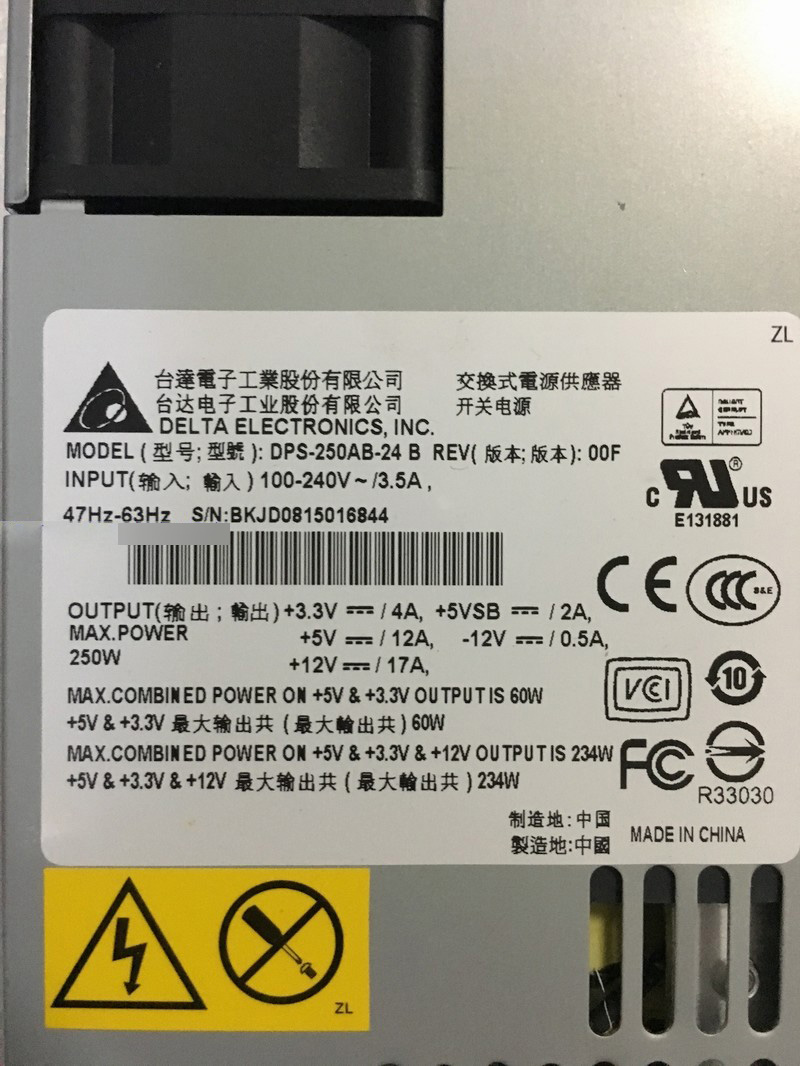 ZL
台達電子工業股份有限公司 交換式電源供應器
台达电子工业股份有限公司 开关电源
DELTA ELECTRONICS, INC.
MODEL (型号;型號): DPS-250AB-24 B REV(版本;版本): 00F
INPUT(输入; 輸入) 100-240V~/3.5A,
47Hz-63Hz S/N:BKJD0815016844
TÜV
C RU ® US
E131881
CE CCC S&E
OUTPUT(输出; 輸出) +3.3V ⎓ / 4A, +5VSB ⎓ / 2A,
MAX.POWER +5V ⎓ / 12A, -12V ⎓ / 0.5A,
250W +12V ⎓ / 17A,
VCCI 10
MAX.COMBINED POWER ON +5V & +3.3V OUTPUT IS 60W
+5V & +3.3V 最大输出共 (最大輸出共) 60W
MAX.COMBINED POWER ON +5V & +3.3V & +12V OUTPUT IS 234W
+5V & +3.3V & +12V 最大输出共 (最大輸出共) 234W
FC
R33030
制造地:中国
製造地:中國 MADE IN CHINA
ZL